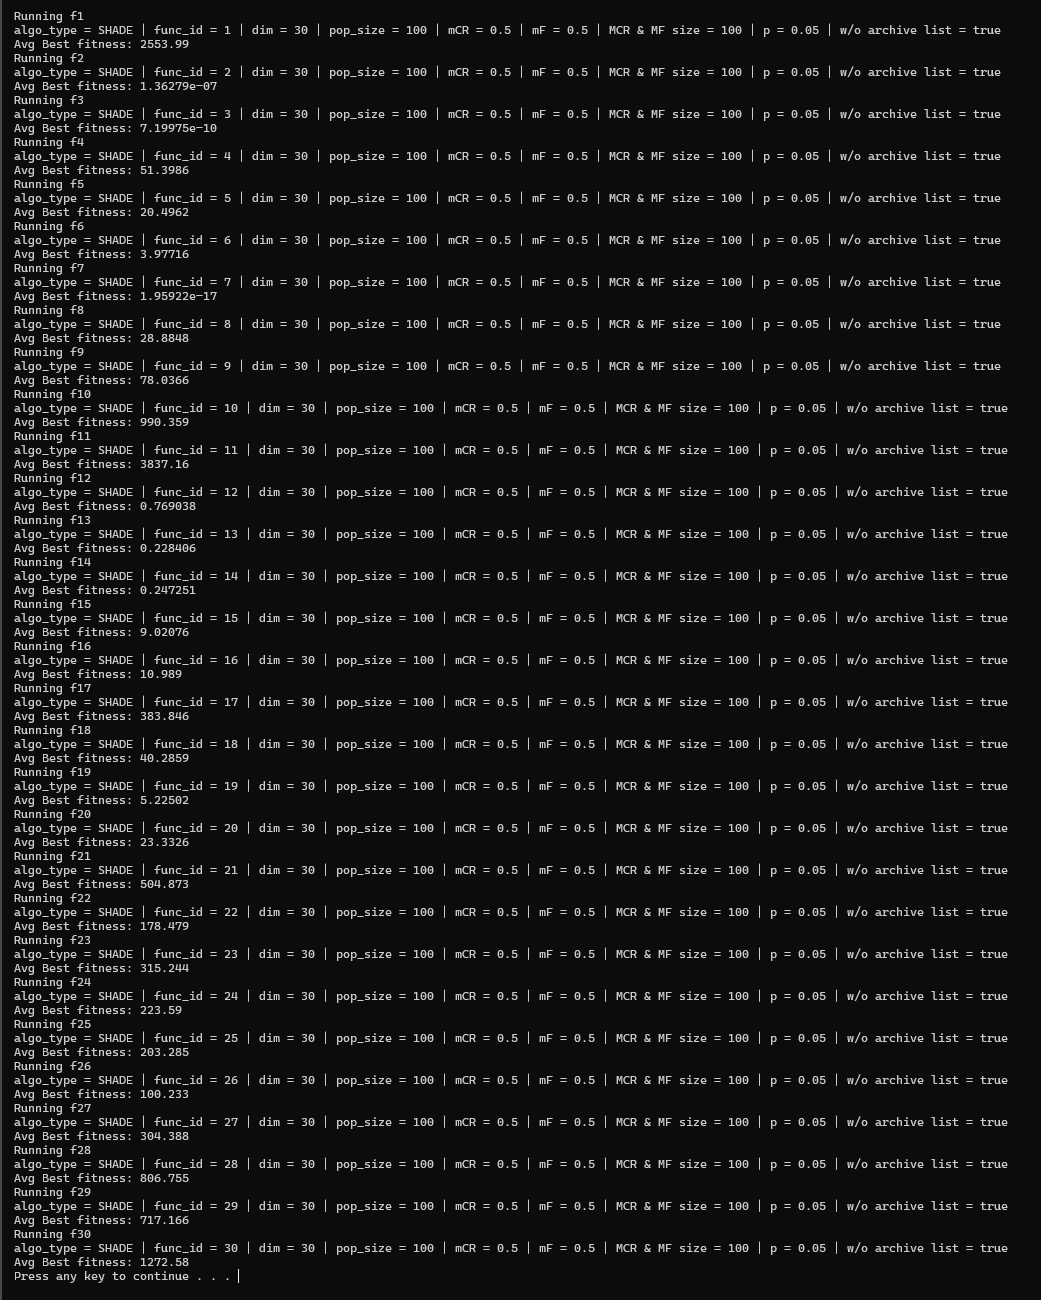 Running f1
algo_type = SHADE | func_id = 1 | dim = 30 | pop_size = 100 | mCR = 0.5 | mF = 0.5 | MCR & MF size = 100 | p = 0.05 | w/o archive list = true
Avg Best fitness: 2553.99
Running f2
algo_type = SHADE | func_id = 2 | dim = 30 | pop_size = 100 | mCR = 0.5 | mF = 0.5 | MCR & MF size = 100 | p = 0.05 | w/o archive list = true
Avg Best fitness: 1.36279e-07
Running f3
algo_type = SHADE | func_id = 3 | dim = 30 | pop_size = 100 | mCR = 0.5 | mF = 0.5 | MCR & MF size = 100 | p = 0.05 | w/o archive list = true
Avg Best fitness: 7.19975e-10
Running f4
algo_type = SHADE | func_id = 4 | dim = 30 | pop_size = 100 | mCR = 0.5 | mF = 0.5 | MCR & MF size = 100 | p = 0.05 | w/o archive list = true
Avg Best fitness: 51.3986
Running f5
algo_type = SHADE | func_id = 5 | dim = 30 | pop_size = 100 | mCR = 0.5 | mF = 0.5 | MCR & MF size = 100 | p = 0.05 | w/o archive list = true
Avg Best fitness: 20.4962
Running f6
algo_type = SHADE | func_id = 6 | dim = 30 | pop_size = 100 | mCR = 0.5 | mF = 0.5 | MCR & MF size = 100 | p = 0.05 | w/o archive list = true
Avg Best fitness: 3.97716
Running f7
algo_type = SHADE | func_id = 7 | dim = 30 | pop_size = 100 | mCR = 0.5 | mF = 0.5 | MCR & MF size = 100 | p = 0.05 | w/o archive list = true
Avg Best fitness: 1.95922e-17
Running f8
algo_type = SHADE | func_id = 8 | dim = 30 | pop_size = 100 | mCR = 0.5 | mF = 0.5 | MCR & MF size = 100 | p = 0.05 | w/o archive list = true
Avg Best fitness: 28.8848
Running f9
algo_type = SHADE | func_id = 9 | dim = 30 | pop_size = 100 | mCR = 0.5 | mF = 0.5 | MCR & MF size = 100 | p = 0.05 | w/o archive list = true
Avg Best fitness: 78.0366
Running f10
algo_type = SHADE | func_id = 10 | dim = 30 | pop_size = 100 | mCR = 0.5 | mF = 0.5 | MCR & MF size = 100 | p = 0.05 | w/o archive list = true
Avg Best fitness: 990.359
Running f11
algo_type = SHADE | func_id = 11 | dim = 30 | pop_size = 100 | mCR = 0.5 | mF = 0.5 | MCR & MF size = 100 | p = 0.05 | w/o archive list = true
Avg Best fitness: 3837.16
Running f12
algo_type = SHADE | func_id = 12 | dim = 30 | pop_size = 100 | mCR = 0.5 | mF = 0.5 | MCR & MF size = 100 | p = 0.05 | w/o archive list = true
Avg Best fitness: 0.769038
Running f13
algo_type = SHADE | func_id = 13 | dim = 30 | pop_size = 100 | mCR = 0.5 | mF = 0.5 | MCR & MF size = 100 | p = 0.05 | w/o archive list = true
Avg Best fitness: 0.228406
Running f14
algo_type = SHADE | func_id = 14 | dim = 30 | pop_size = 100 | mCR = 0.5 | mF = 0.5 | MCR & MF size = 100 | p = 0.05 | w/o archive list = true
Avg Best fitness: 0.247251
Running f15
algo_type = SHADE | func_id = 15 | dim = 30 | pop_size = 100 | mCR = 0.5 | mF = 0.5 | MCR & MF size = 100 | p = 0.05 | w/o archive list = true
Avg Best fitness: 9.02076
Running f16
algo_type = SHADE | func_id = 16 | dim = 30 | pop_size = 100 | mCR = 0.5 | mF = 0.5 | MCR & MF size = 100 | p = 0.05 | w/o archive list = true
Avg Best fitness: 10.989
Running f17
algo_type = SHADE | func_id = 17 | dim = 30 | pop_size = 100 | mCR = 0.5 | mF = 0.5 | MCR & MF size = 100 | p = 0.05 | w/o archive list = true
Avg Best fitness: 383.846
Running f18
algo_type = SHADE | func_id = 18 | dim = 30 | pop_size = 100 | mCR = 0.5 | mF = 0.5 | MCR & MF size = 100 | p = 0.05 | w/o archive list = true
Avg Best fitness: 40.2859
Running f19
algo_type = SHADE | func_id = 19 | dim = 30 | pop_size = 100 | mCR = 0.5 | mF = 0.5 | MCR & MF size = 100 | p = 0.05 | w/o archive list = true
Avg Best fitness: 5.22502
Running f20
algo_type = SHADE | func_id = 20 | dim = 30 | pop_size = 100 | mCR = 0.5 | mF = 0.5 | MCR & MF size = 100 | p = 0.05 | w/o archive list = true
Avg Best fitness: 23.3326
Running f21
algo_type = SHADE | func_id = 21 | dim = 30 | pop_size = 100 | mCR = 0.5 | mF = 0.5 | MCR & MF size = 100 | p = 0.05 | w/o archive list = true
Avg Best fitness: 504.873
Running f22
algo_type = SHADE | func_id = 22 | dim = 30 | pop_size = 100 | mCR = 0.5 | mF = 0.5 | MCR & MF size = 100 | p = 0.05 | w/o archive list = true
Avg Best fitness: 178.479
Running f23
algo_type = SHADE | func_id = 23 | dim = 30 | pop_size = 100 | mCR = 0.5 | mF = 0.5 | MCR & MF size = 100 | p = 0.05 | w/o archive list = true
Avg Best fitness: 315.244
Running f24
algo_type = SHADE | func_id = 24 | dim = 30 | pop_size = 100 | mCR = 0.5 | mF = 0.5 | MCR & MF size = 100 | p = 0.05 | w/o archive list = true
Avg Best fitness: 223.59
Running f25
algo_type = SHADE | func_id = 25 | dim = 30 | pop_size = 100 | mCR = 0.5 | mF = 0.5 | MCR & MF size = 100 | p = 0.05 | w/o archive list = true
Avg Best fitness: 203.285
Running f26
algo_type = SHADE | func_id = 26 | dim = 30 | pop_size = 100 | mCR = 0.5 | mF = 0.5 | MCR & MF size = 100 | p = 0.05 | w/o archive list = true
Avg Best fitness: 100.233
Running f27
algo_type = SHADE | func_id = 27 | dim = 30 | pop_size = 100 | mCR = 0.5 | mF = 0.5 | MCR & MF size = 100 | p = 0.05 | w/o archive list = true
Avg Best fitness: 304.388
Running f28
algo_type = SHADE | func_id = 28 | dim = 30 | pop_size = 100 | mCR = 0.5 | mF = 0.5 | MCR & MF size = 100 | p = 0.05 | w/o archive list = true
Avg Best fitness: 806.755
Running f29
algo_type = SHADE | func_id = 29 | dim = 30 | pop_size = 100 | mCR = 0.5 | mF = 0.5 | MCR & MF size = 100 | p = 0.05 | w/o archive list = true
Avg Best fitness: 717.166
Running f30
algo_type = SHADE | func_id = 30 | dim = 30 | pop_size = 100 | mCR = 0.5 | mF = 0.5 | MCR & MF size = 100 | p = 0.05 | w/o archive list = true
Avg Best fitness: 1272.58
Press any key to continue . . .